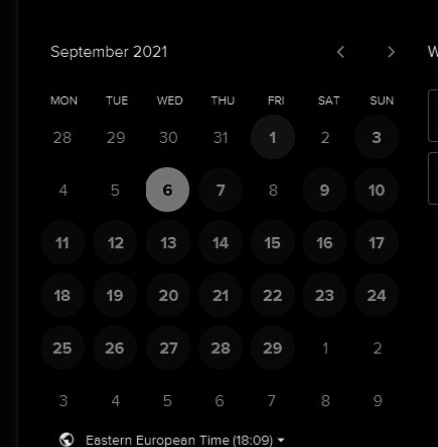 September 2021 < > W
MON TUE WED THU FRI SAT SUN
28 29 30 31 1 2 3
4 5 6 7 8 9 10
11 12 13 14 15 16 17
18 19 20 21 22 23 24
25 26 27 28 29 1 2
3 4 5 6 7 8 9
Eastern European Time (18:09)